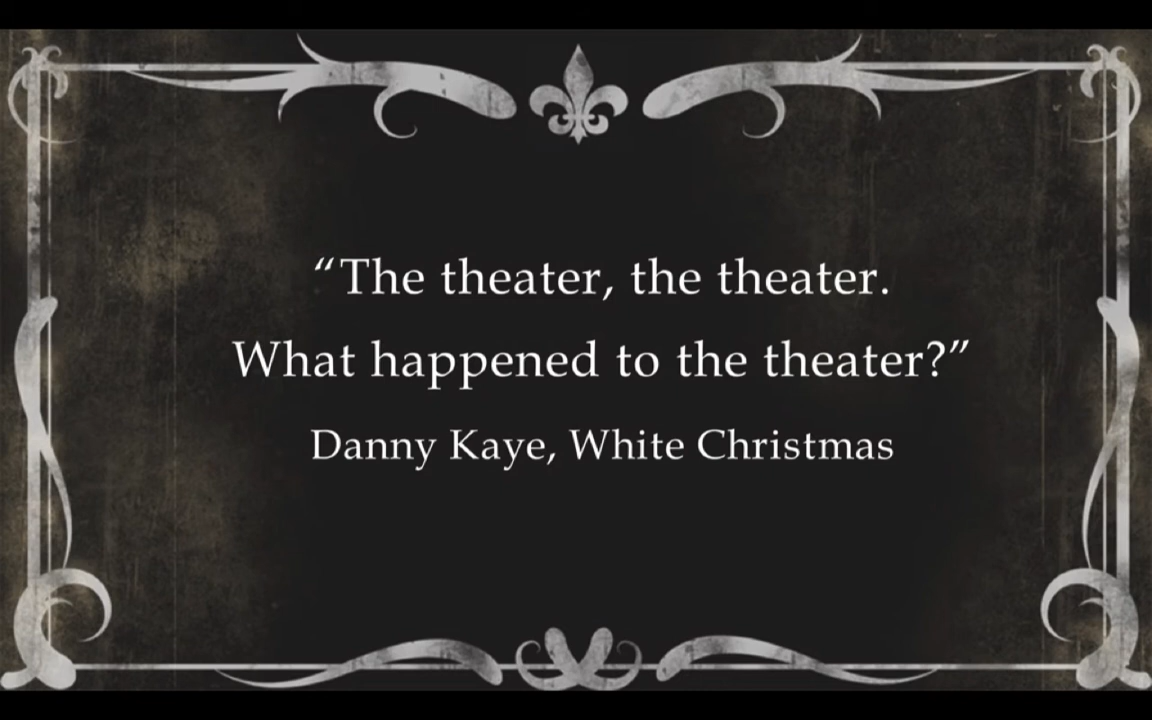 “The theater, the theater.
What happened to the theater?”
Danny Kaye, White Christmas